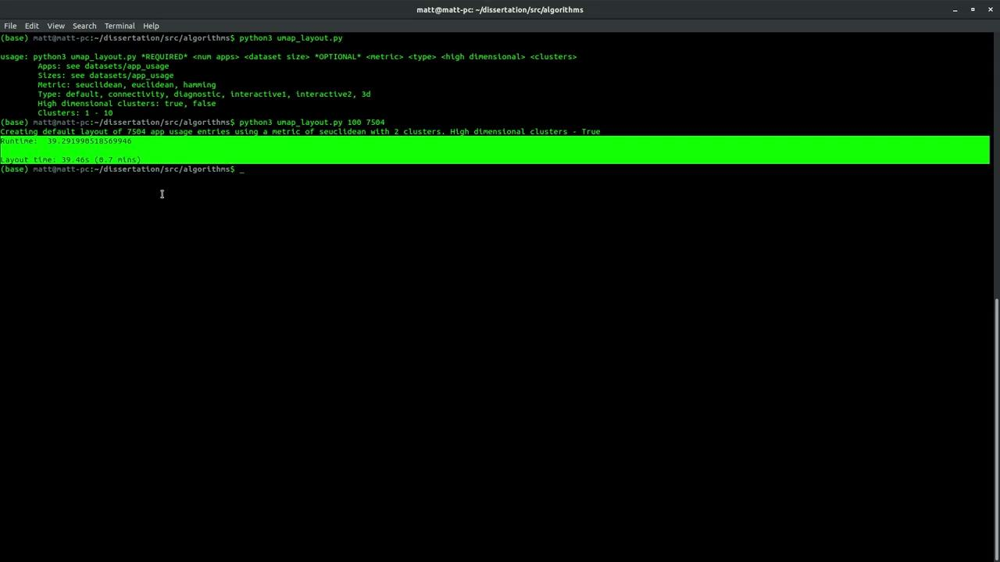 matt@matt-pc: ~/dissertation/src/algorithms
File Edit View Search Terminal Help
(base) matt@matt-pc:~/dissertation/src/algorithms$ python3 umap_layout.py
usage: python3 umap_layout.py *REQUIRED* <num apps> <dataset size> *OPTIONAL* <metric> <type> <high dimensional> <clusters>
Apps: see datasets/app_usage
Sizes: see datasets/app_usage
Metric: seuclidean, euclidean, hamming
Type: default, connectivity, diagnostic, interactive1, interactive2, 3d
High dimensional clusters: true, false
Clusters: 1 - 10
(base) matt@matt-pc:~/dissertation/src/algorithms$ python3 umap_layout.py 100 7504
Creating default layout of 7504 app usage entries using a metric of seuclidean with 2 clusters. High dimensional clusters - True
Runtime:  39.291990518569946
Layout time: 39.46s (0.7 mins)
(base) matt@matt-pc:~/dissertation/src/algorithms$ _